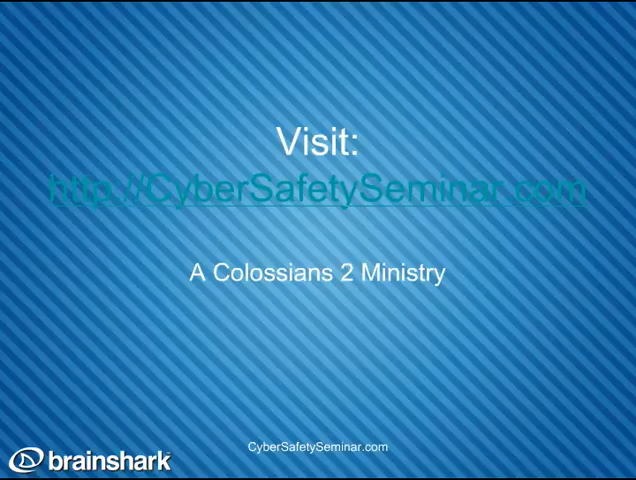 Visit:
http://CyberSafetySeminar.com
A Colossians 2 Ministry
CyberSafetySeminar.com
brainshark